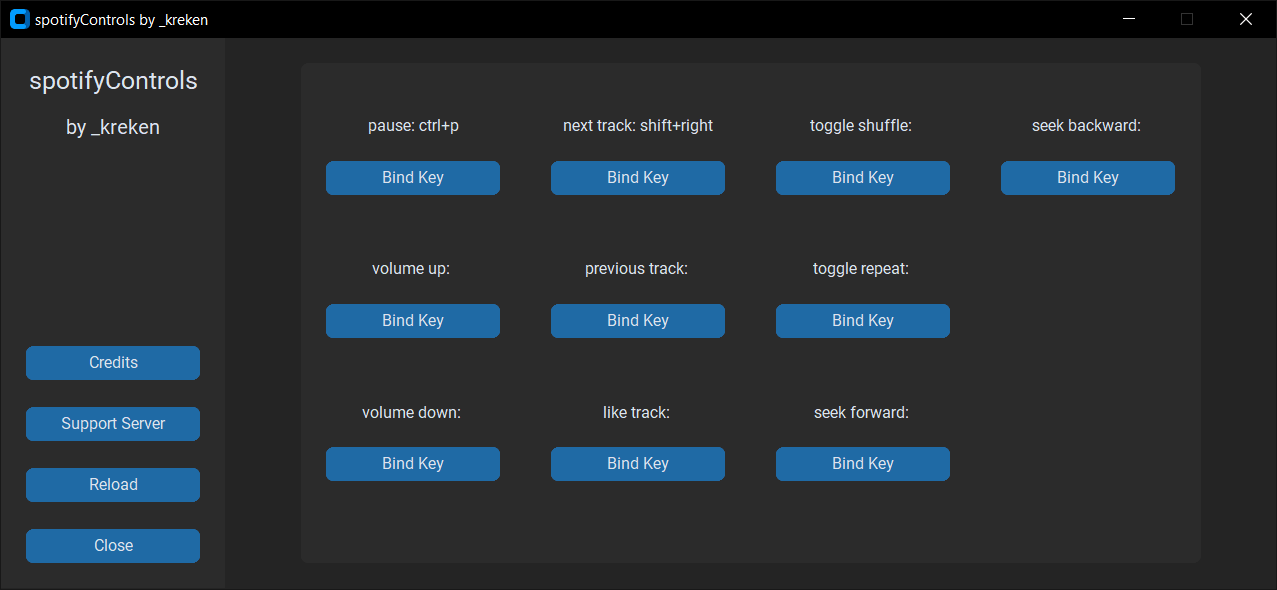 spotifyControls by _kreken
spotifyControls
by _kreken
Credits
Support Server
Reload
Close
pause: ctrl+p
next track: shift+right
toggle shuffle:
seek backward:
Bind Key
Bind Key
Bind Key
Bind Key
volume up:
previous track:
toggle repeat:
Bind Key
Bind Key
Bind Key
volume down:
like track:
seek forward:
Bind Key
Bind Key
Bind Key